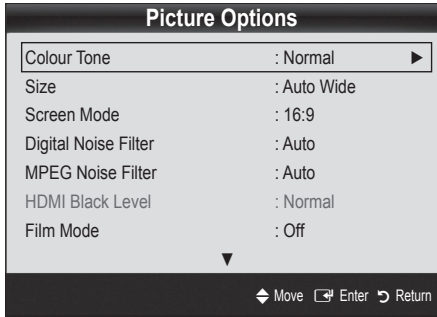 Picture Options
Colour Tone : Normal ▶
Size : Auto Wide
Screen Mode : 16:9
Digital Noise Filter : Auto
MPEG Noise Filter : Auto
HDMI Black Level : Normal
Film Mode : Off
▼
Move Enter Return